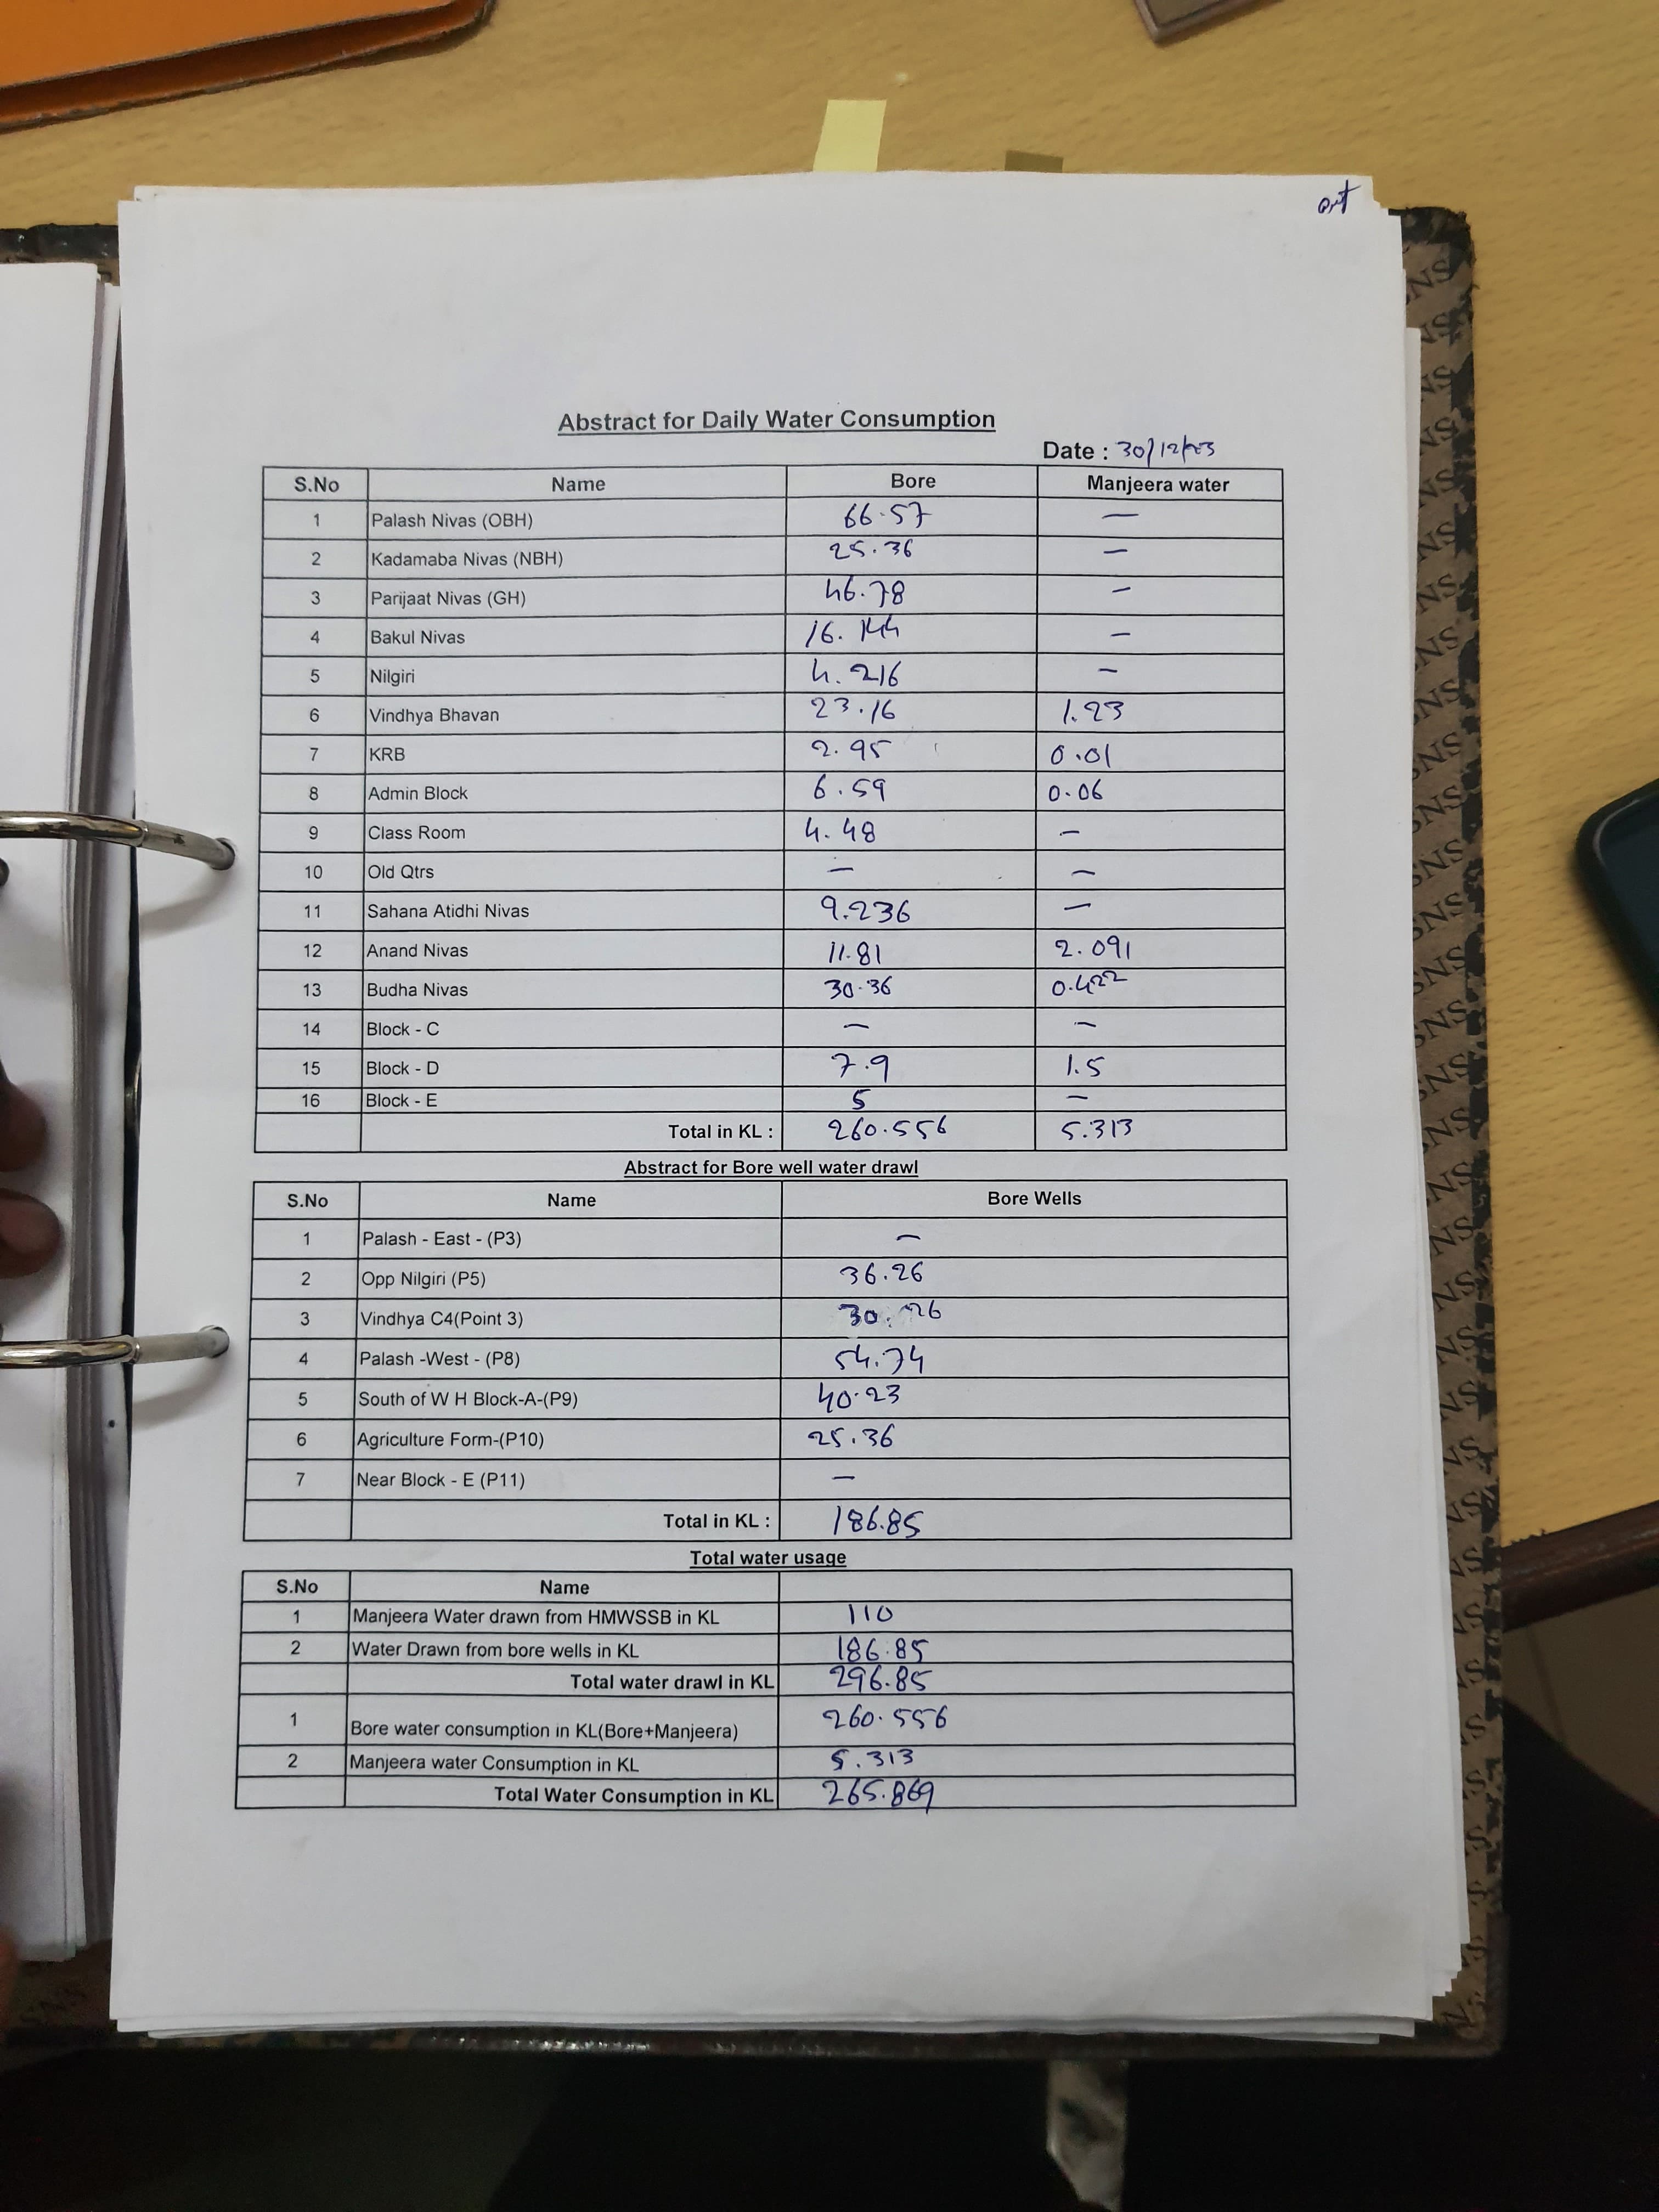 Abstract for Daily Water Consumption
Date : 30/12/23
S.No Name Bore Manjeera water
1 Palash Nivas (OBH) 66.57 —
2 Kadamaba Nivas (NBH) 25.36 —
3 Parijaat Nivas (GH) 46.78 —
4 Bakul Nivas 16.144 —
5 Nilgiri 4.216 —
6 Vindhya Bhavan 23.16 1.23
7 KRB 2.95 0.01
8 Admin Block 6.59 0.06
9 Class Room 4.48 —
10 Old Qtrs — —
11 Sahana Atidhi Nivas 9.236 —
12 Anand Nivas 11.81 2.091
13 Budha Nivas 30.36 0.422
14 Block - C — —
15 Block - D 7.9 1.5
16 Block - E 5 —
Total in KL : 260.556 5.313
Abstract for Bore well water drawl
S.No Name Bore Wells
1 Palash - East - (P3) —
2 Opp Nilgiri (P5) 36.26
3 Vindhya C4(Point 3) 30.26
4 Palash -West - (P8) 54.74
5 South of W H Block-A-(P9) 40.23
6 Agriculture Form-(P10) 25.36
7 Near Block - E (P11) —
Total in KL : 186.85
Total water usage
S.No Name
1 Manjeera Water drawn from HMWSSB in KL 110
2 Water Drawn from bore wells in KL 186.85
Total water drawl in KL 296.85
1 Bore water consumption in KL(Bore+Manjeera) 260.556
2 Manjeera water Consumption in KL 5.313
Total Water Consumption in KL 265.869